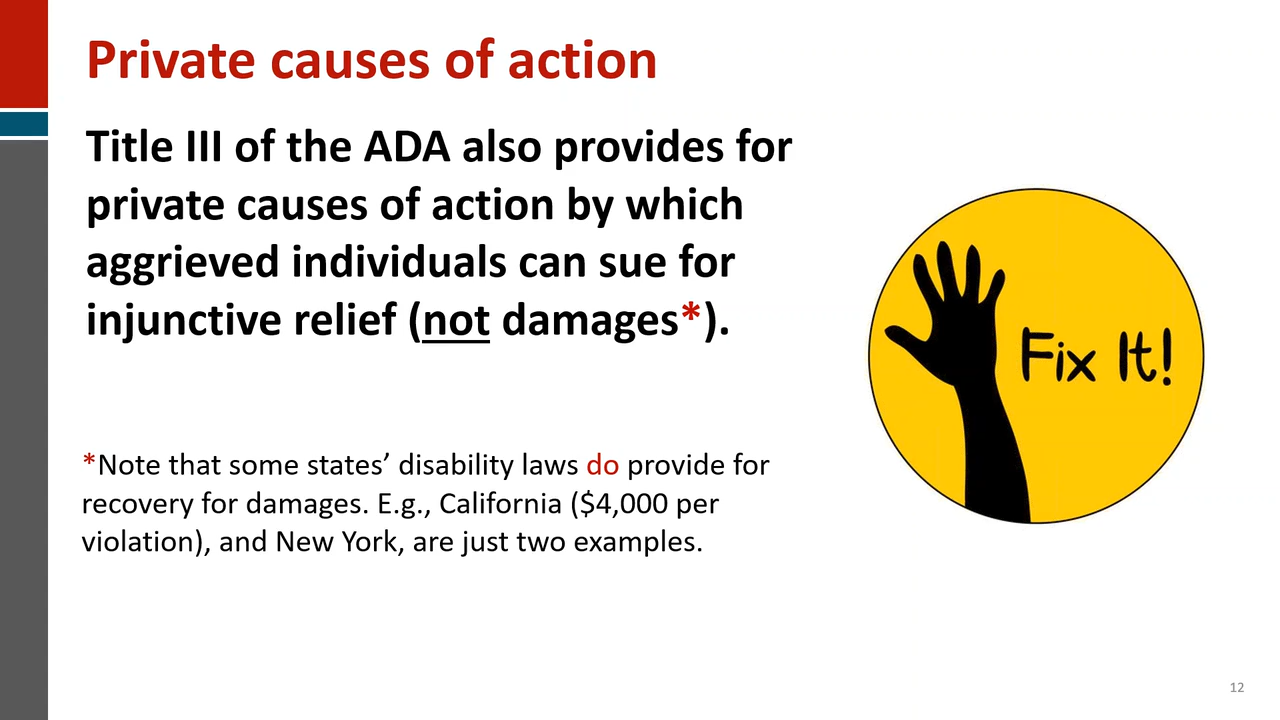 Private causes of action
Title III of the ADA also provides for
private causes of action by which
aggrieved individuals can sue for
injunctive relief (not damages*).
Fix It!
*Note that some states’ disability laws do provide for
recovery for damages. E.g., California ($4,000 per
violation), and New York, are just two examples.
12